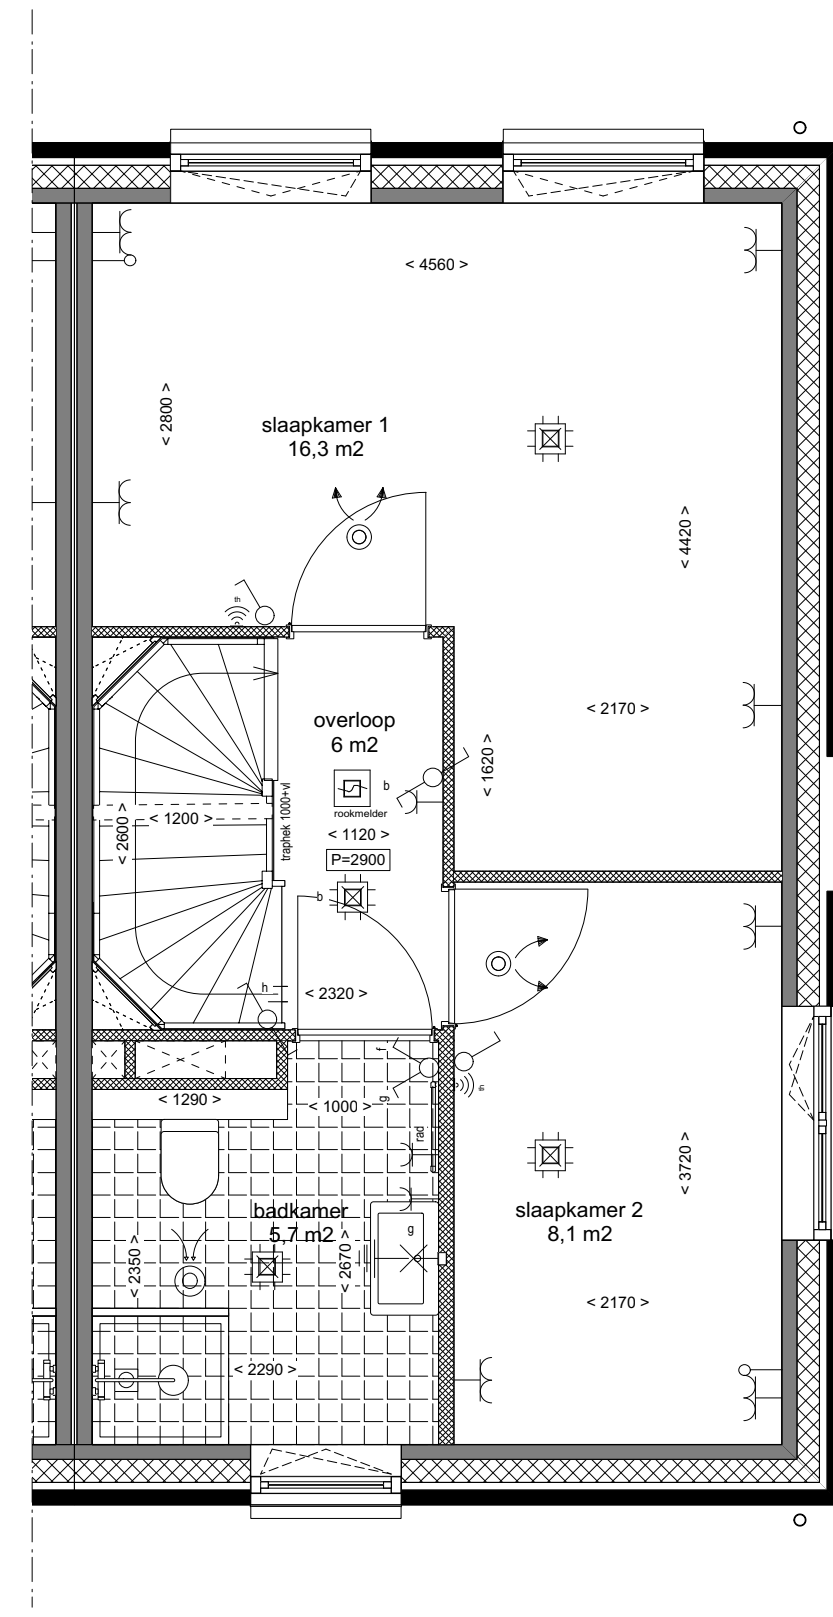 < 4560 >
< 2800 >
slaapkamer 1
16,3 m2
< 4420 >
th
< 2170 >
overloop
6 m2
< 1620 >
b
rookmelder
traphek 1000+vl
< 1200 >
< 2600 >
< 1120 >
P=2900
b
h
< 2320 >
f
g
th
< 1290 >
< 1000 >
rad
< 3720 >
badkamer
5,7 m2
g
slaapkamer 2
8,1 m2
< 2350 >
< 2670 >
< 2170 >
< 2290 >